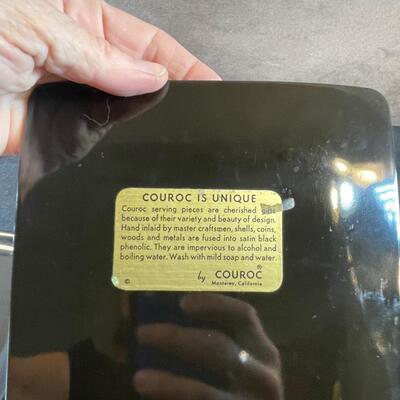 COUROC IS UNIQUE
Couroc serving pieces are cherished gifts
because of their variety and beauty of design.
Hand inlaid by master craftsmen, shells, coins,
woods and metals are fused into satin black
phenolic. They are impervious to alcohol and
boiling water. Wash with mild soap and water.
© by COUROC®
Monterey, California